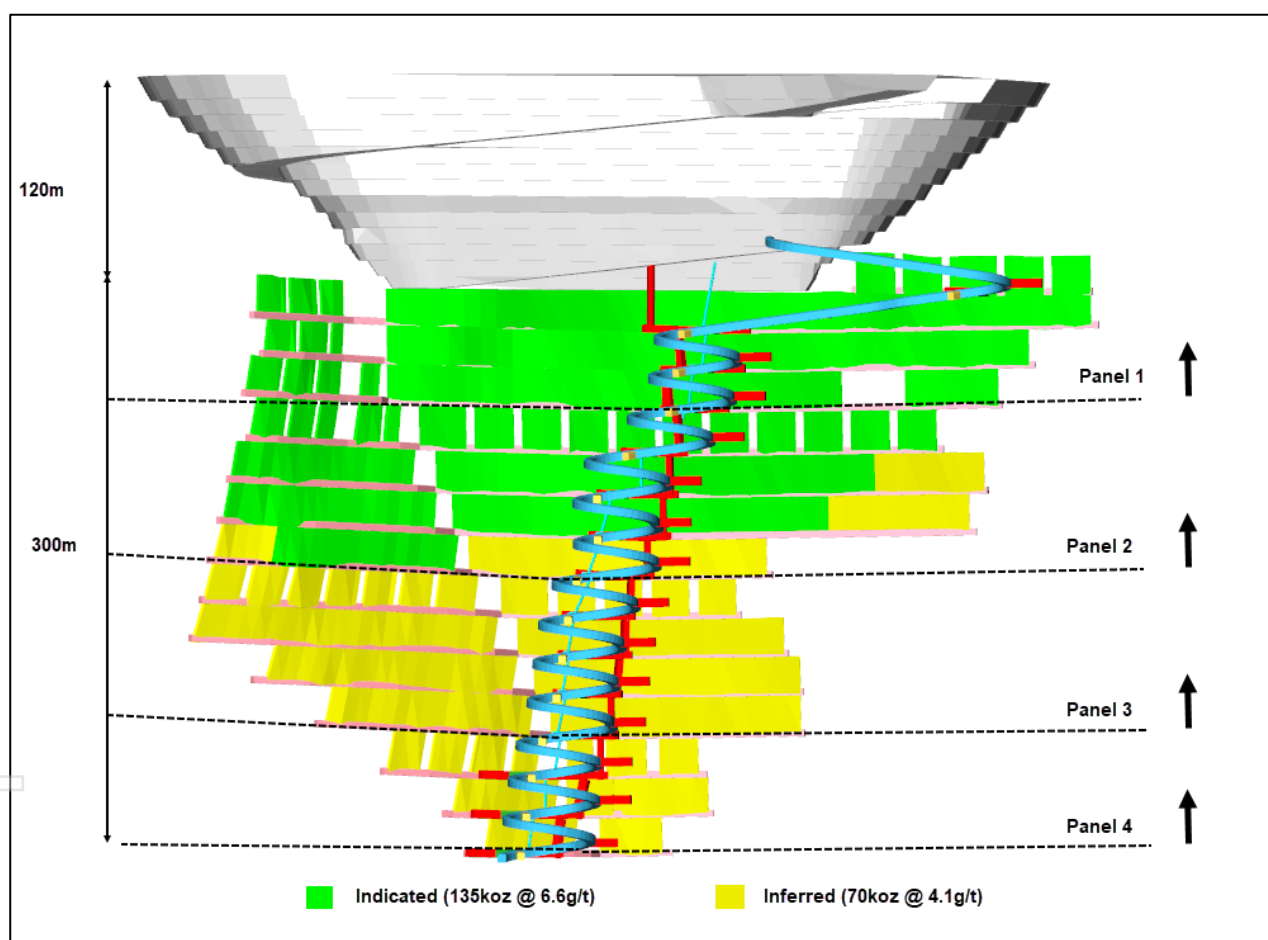 120m
Panel 1
300m
Panel 2
Panel 3
Panel 4
Indicated (135koz @ 6.6g/t)
Inferred (70koz @ 4.1g/t)